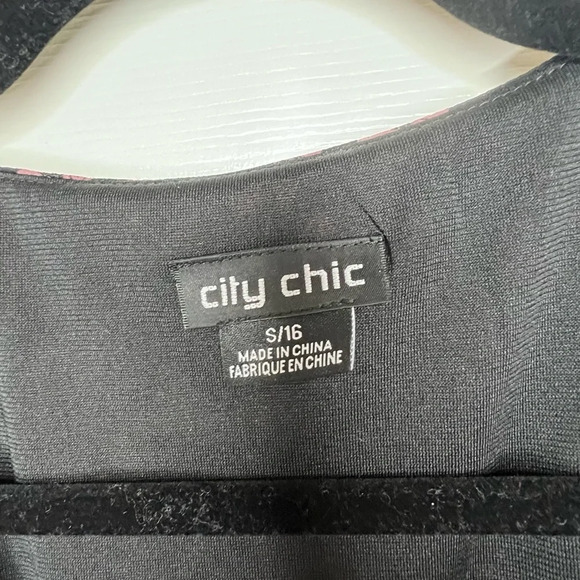 city chic
S/16
MADE IN CHINA
FABRIQUE EN CHINE